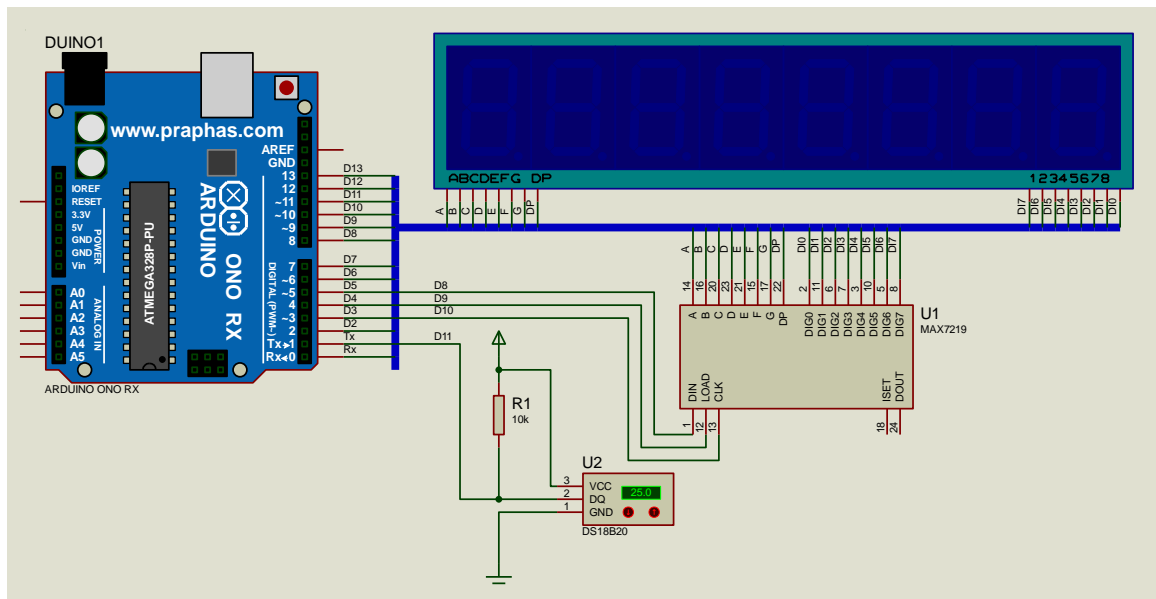 DUINO1
www.praphas.com
AREF
GND
13
12
~11
~10
~9
8
7
~6
~5
4
~3
2
Tx▸1
Rx◂0
IOREF
RESET
3.3V
5V
GND
GND
Vin
POWER
A0
A1
A2
A3
A4
A5
ANALOG IN
ATMEGA328P-PU
ARDUINO
ONO RX
DIGITAL (PWM~)
ARDUINO ONO RX
D13
D12
D11
D10
D9
D8
D7
D6
D5
D4
D3
D2
Tx
Rx
D8
D9
D10
D11
ABCDEFG DP
12345678
A
B
C
D
E
F
G
DP
DI7
DI6
DI5
DI4
DI3
DI2
DI1
DI0
A
B
C
D
E
F
G
DP
DI0
DI1
DI2
DI3
DI4
DI5
DI6
DI7
14
16
20
23
21
15
17
22
2
11
6
7
3
10
5
8
A
B
C
D
E
F
G
DP
DIG0
DIG1
DIG2
DIG3
DIG4
DIG5
DIG6
DIG7
U1
MAX7219
DIN
LOAD
CLK
ISET
DOUT
1
12
13
18
24
R1
10k
U2
3
2
1
VCC
DQ
GND
25.0
DS18B20